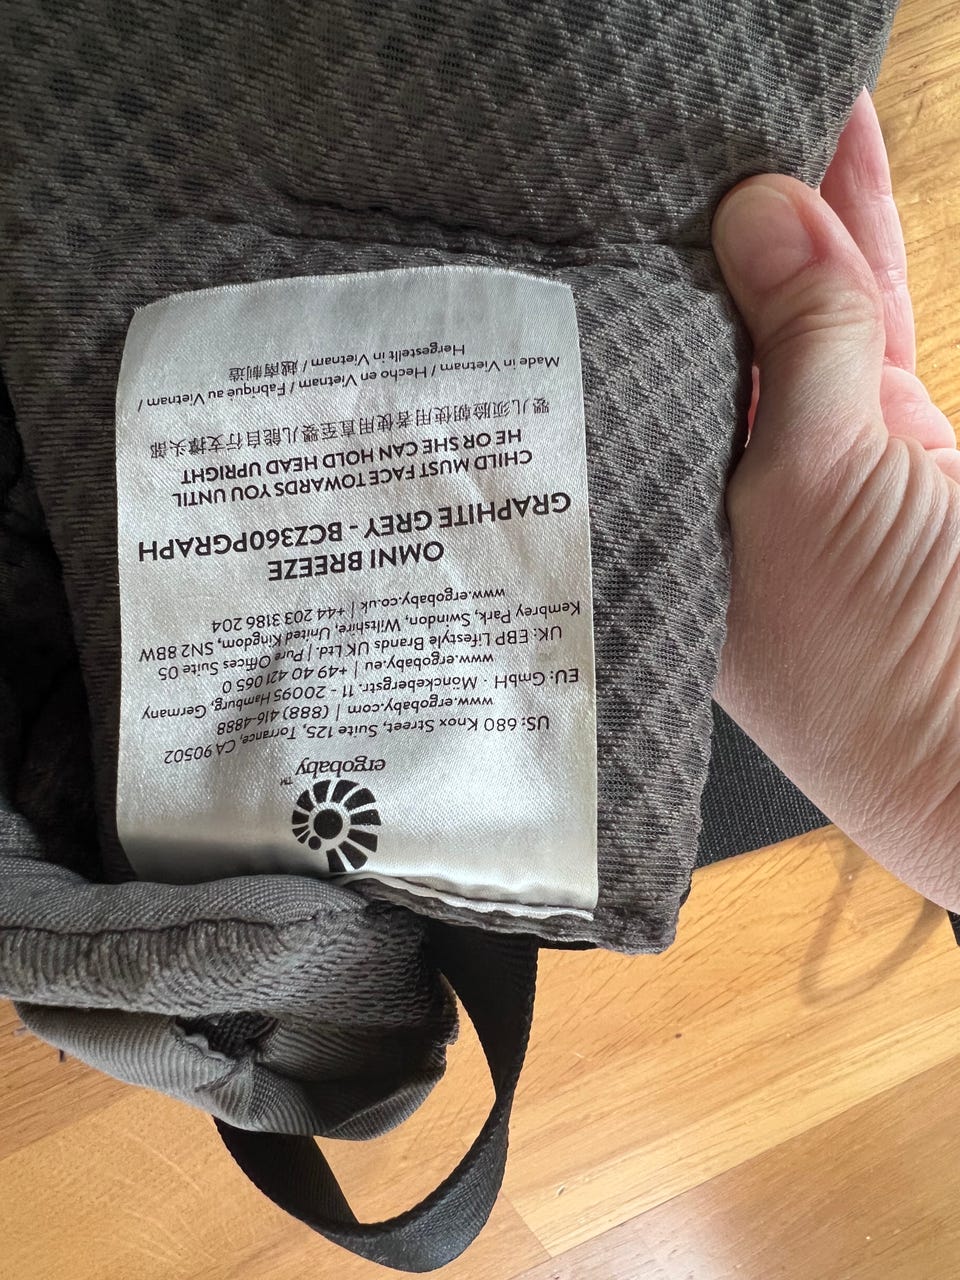 ergobaby™
US: 680 Knox Street, Suite 125, Torrance, CA 90502
www.ergobaby.com | (888) 416-4888
EU: GmbH · Mönckebergstr. 11 - 20095 Hamburg, Germany
www.ergobaby.eu | +49 40 421 065 0
UK: EBP Lifestyle Brands UK Ltd. | Pure Offices Suite 05
Kembrey Park, Swindon, Wiltshire, United Kingdom, SN2 8BW
www.ergobaby.co.uk | +44 203 3186 204
OMNI BREEZE
GRAPHITE GREY - BCZ360PGRAPH
CHILD MUST FACE TOWARDS YOU UNTIL
HE OR SHE CAN HOLD HEAD UPRIGHT
婴儿须脸朝使用者使用直至婴儿能自行支撑头部
Made in Vietnam / Hecho en Vietnam / Fabriqué au Vietnam /
Hergestellt in Vietnam / 越南制造